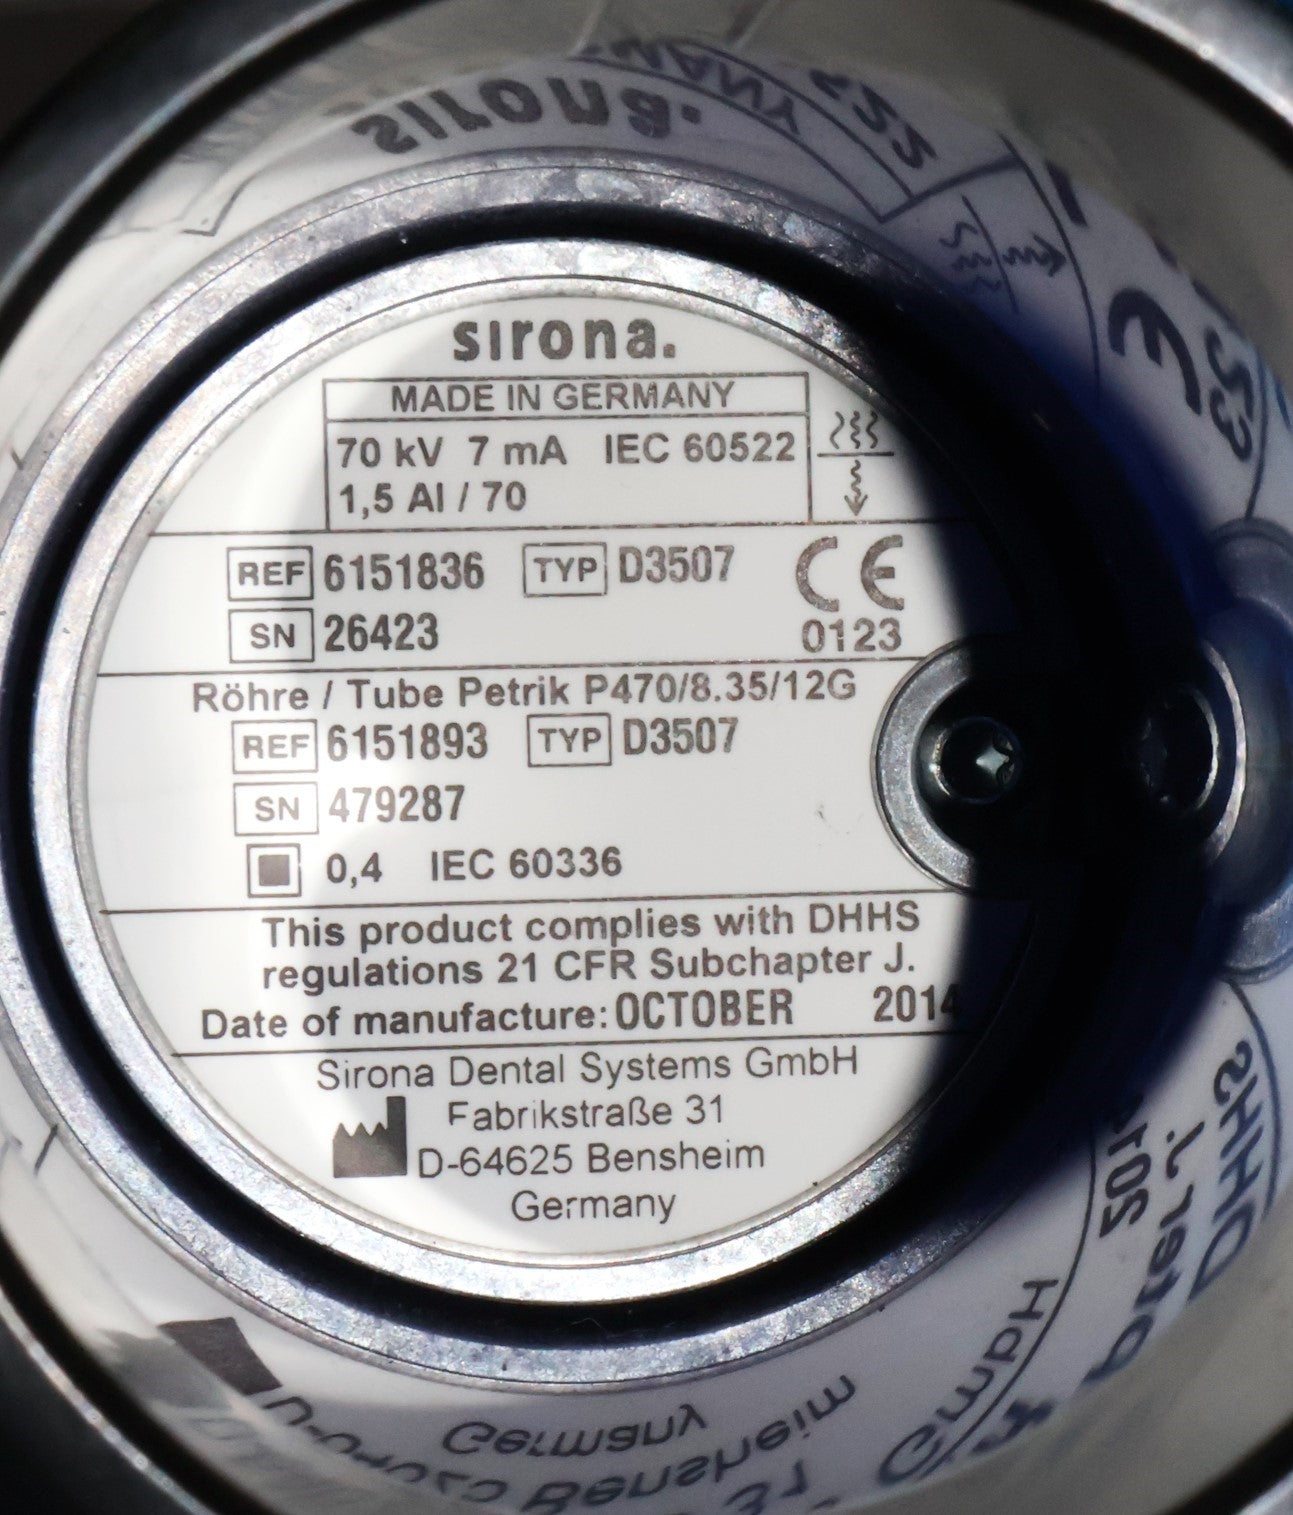 sirona.
MADE IN GERMANY
70 kV 7 mA IEC 60522
1,5 Al / 70
REF 6151836 TYP D3507
SN 26423
0123
Röhre / Tube Petrik P470/8.35/12G
REF 6151893 TYP D3507
SN 479287
0,4 IEC 60336
This product complies with DHHS
regulations 21 CFR Subchapter J.
Date of manufacture: OCTOBER 2014
Sirona Dental Systems GmbH
Fabrikstraße 31
D-64625 Bensheim
Germany